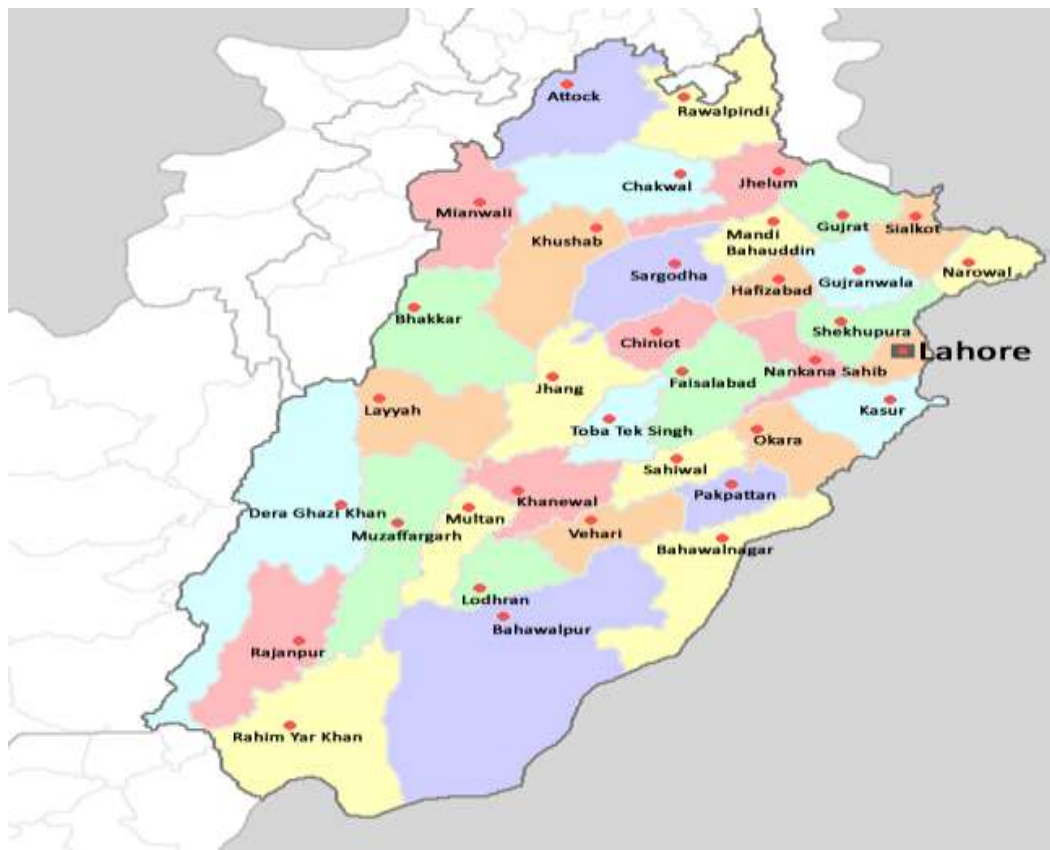 Attock
Rawalpindi
Chakwal
Jhelum
Mianwali
Khushab
Mandi
Bahauddin
Gujrat
Sialkot
Sargodha
Hafizabad
Gujranwala
Narowal
Bhakkar
Chiniot
Shekhupura
Lahore
Jhang
Faisalabad
Nankana Sahib
Layyah
Toba Tek Singh
Okara
Kasur
Sahiwal
Pakpattan
Khanewal
Dera Ghazi Khan
Muzaffargarh
Multan
Vehari
Bahawalnagar
Lodhran
Bahawalpur
Rajanpur
Rahim Yar Khan